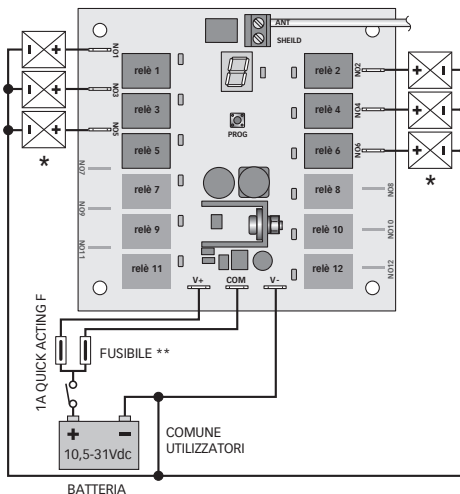 ANT
SHEILD
NO1
NO3
NO5
NO7
NO9
NO11
NO2
NO4
NO6
NO8
NO10
NO12
relè 1
relè 2
relè 3
relè 4
PROG
relè 5
relè 6
relè 7
relè 8
relè 9
relè 10
relè 11
relè 12
- +
- +
- +
*
+ -
+ -
+ -
*
V+
COM
V-
1A QUICK ACTING F
FUSIBILE **
+ -
10,5-31Vdc
COMUNE
UTILIZZATORI
BATTERIA